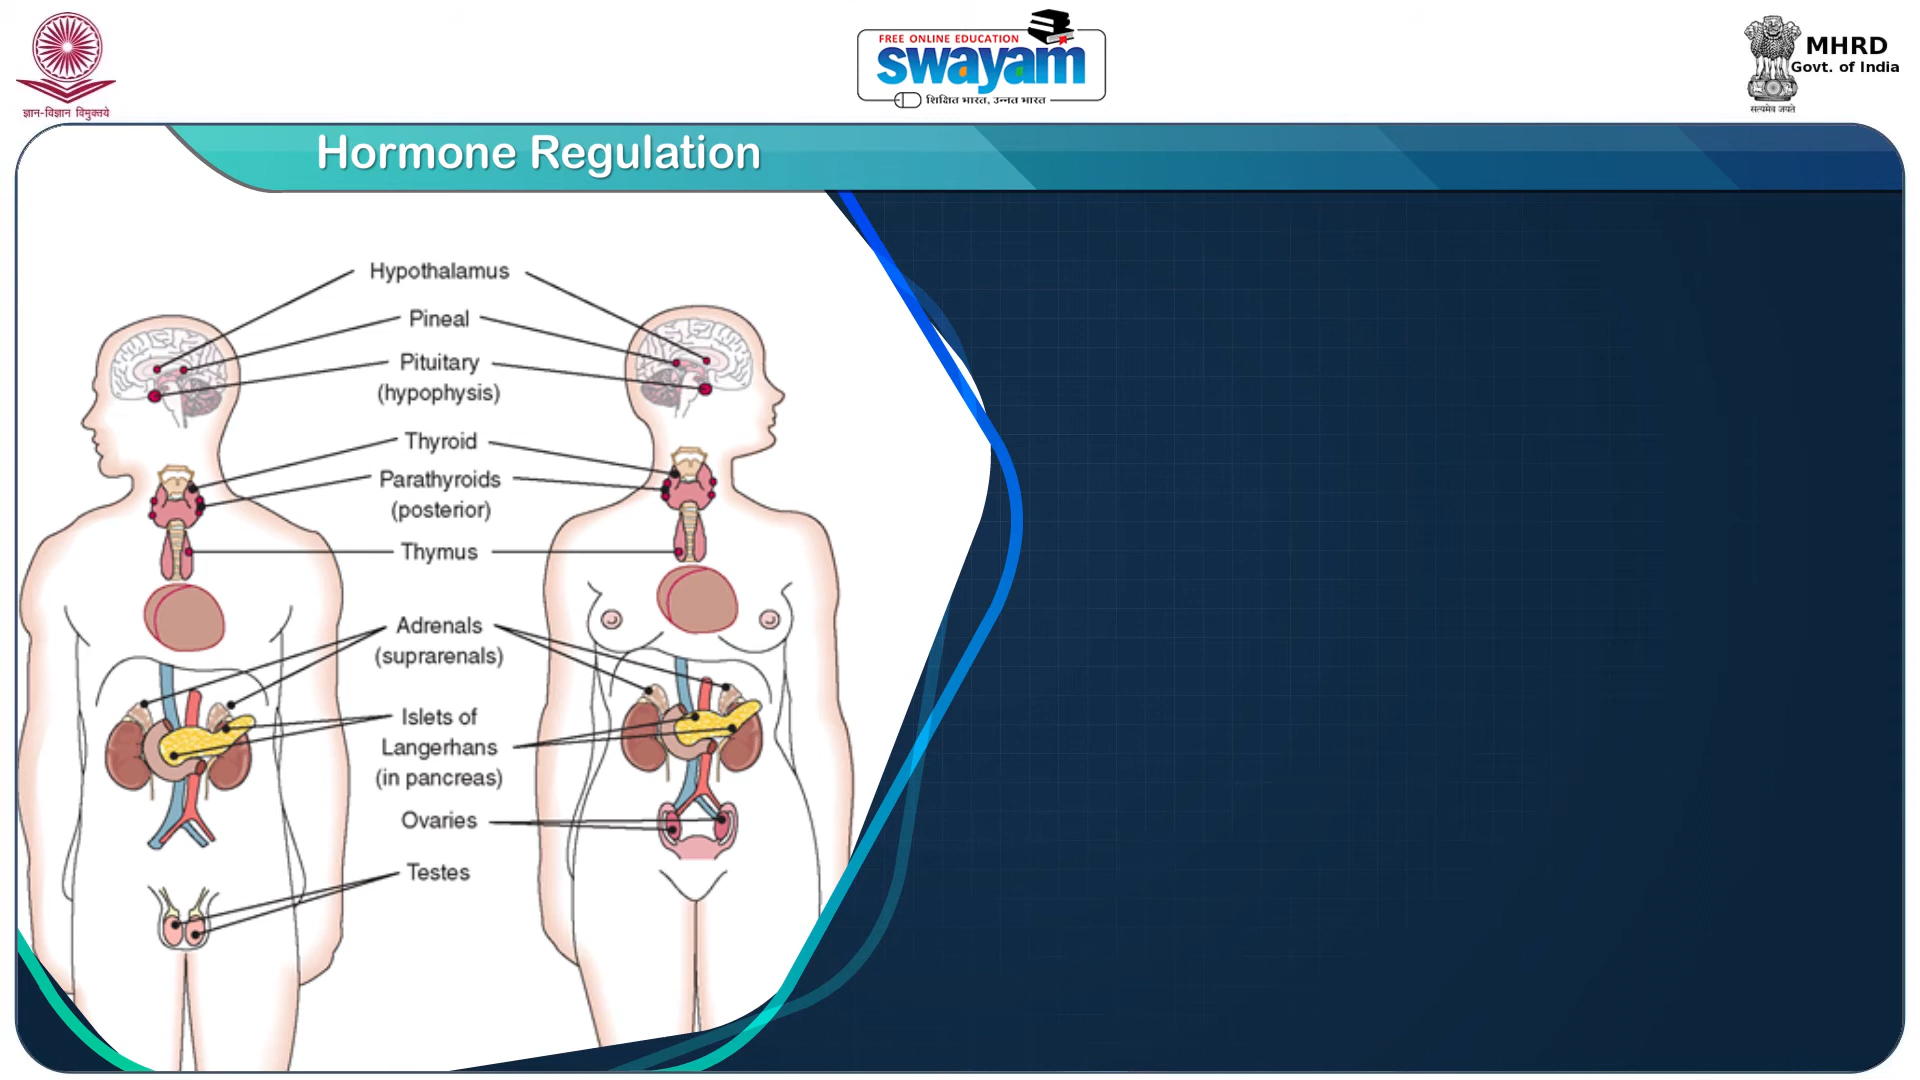 ज्ञान-विज्ञान विमुक्तये
FREE ONLINE EDUCATION
swayam
शिक्षित भारत, उन्नत भारत
MHRD
Govt. of India
सत्यमेव जयते
Hormone Regulation
Hypothalamus
Pineal
Pituitary
(hypophysis)
Thyroid
Parathyroids
(posterior)
Thymus
Adrenals
(suprarenals)
Islets of
Langerhans
(in pancreas)
Ovaries
Testes